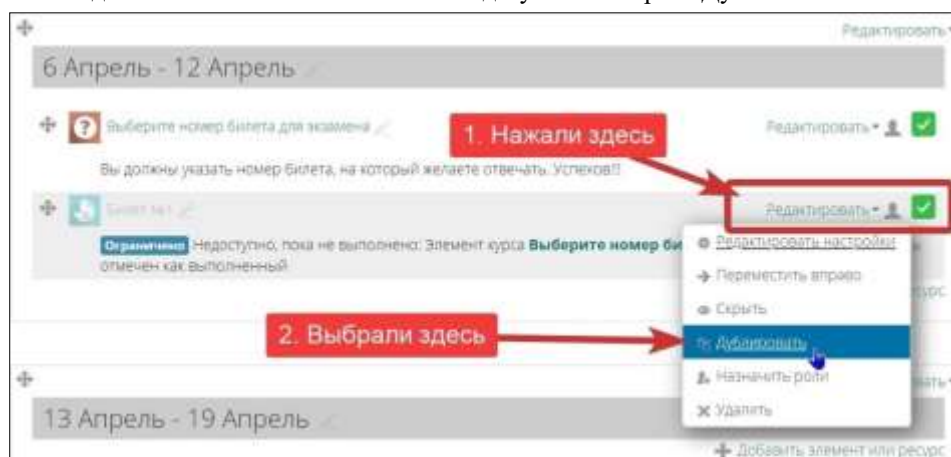 Редактировать
6 Апрель - 12 Апрель
Выберите номер билета для экзамена
1. Нажали здесь
Редактировать
Вы должны указать номер билета, на который желаете отвечать. Успехов!!
Билет №1
Редактировать
Ограничено Недоступно, пока не выполнено: Элемент курса Выберите номер би
отмечен как выполненный
Редактировать настройки
Переместить вправо
ресурс
Скрыть
2. Выбрали здесь
Дублировать
Назначить роли
Удалить
13 Апрель - 19 Апрель
Добавить элемент или ресурс